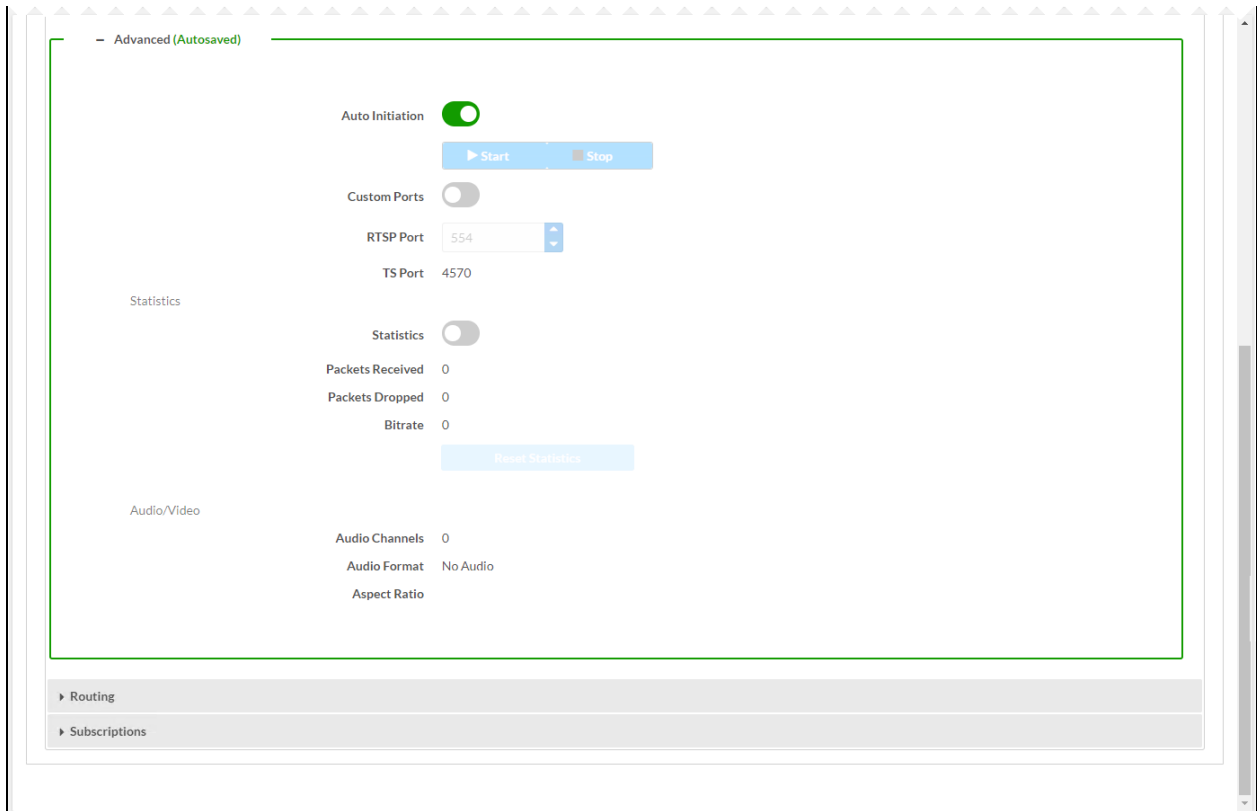 – Advanced (Autosaved)
Auto Initiation
Start Stop
Custom Ports
RTSP Port 554
TS Port 4570
Statistics
Statistics
Packets Received 0
Packets Dropped 0
Bitrate 0
Reset Statistics
Audio/Video
Audio Channels 0
Audio Format No Audio
Aspect Ratio
Routing
Subscriptions